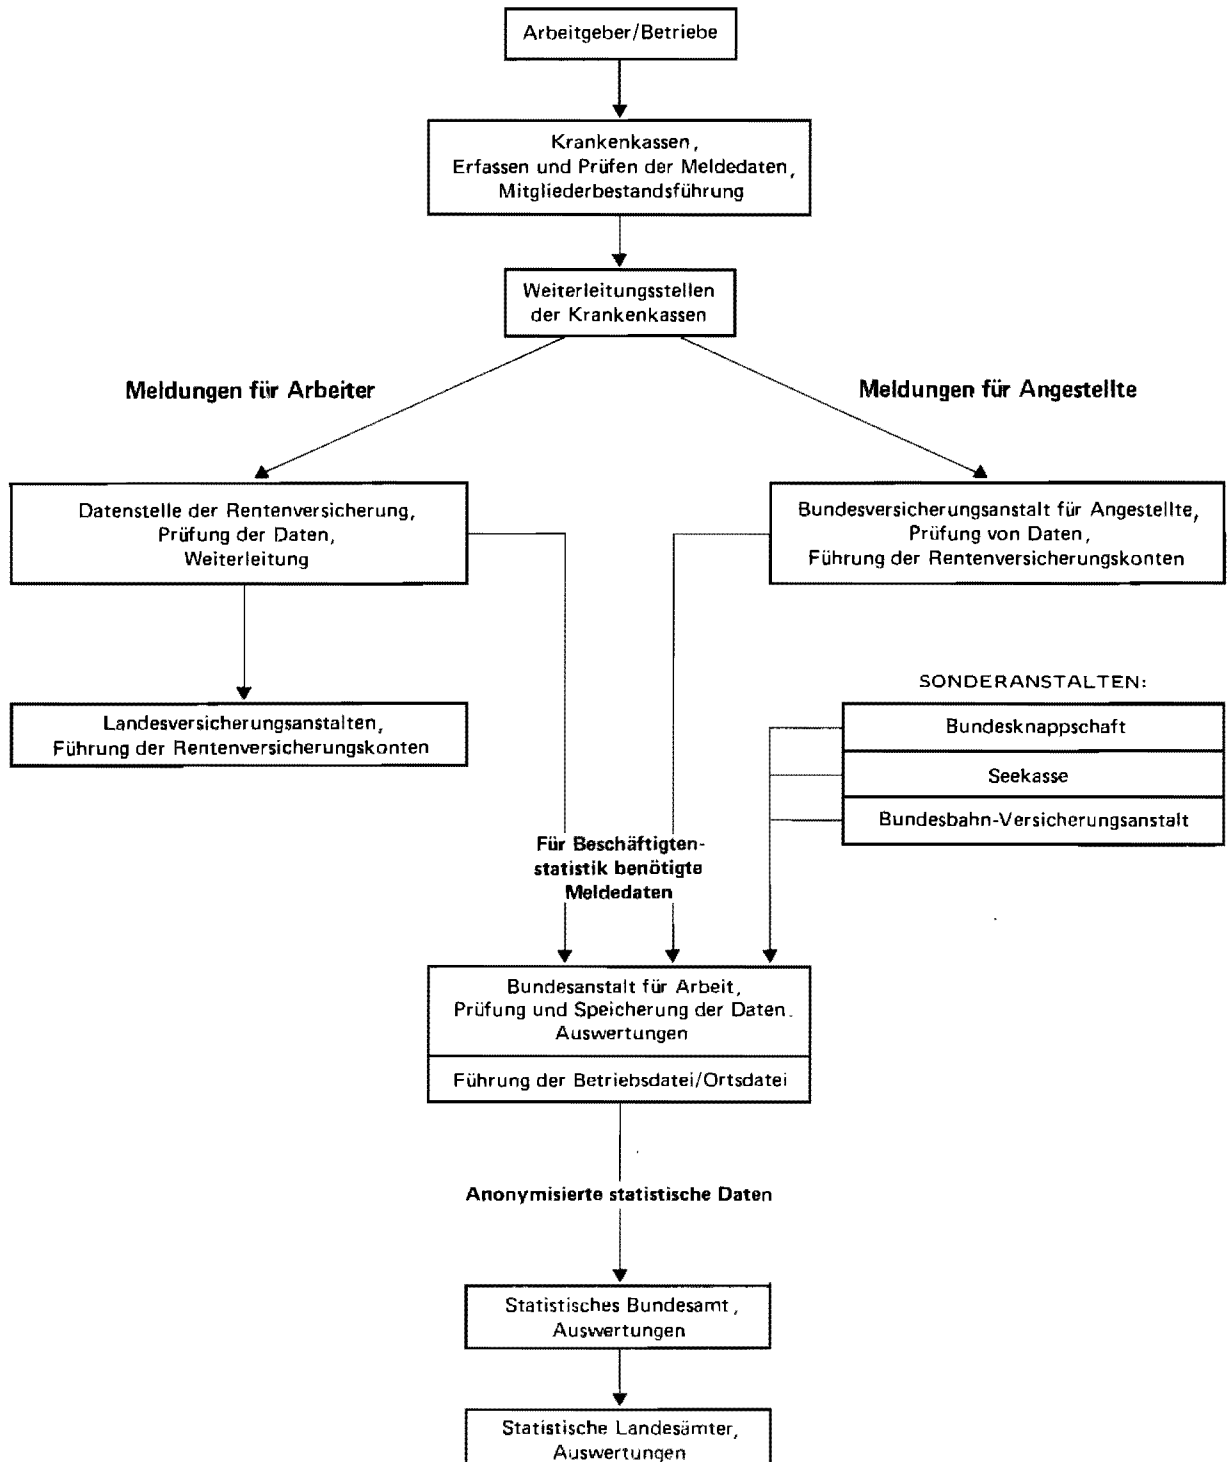 Arbeitgeber/Betriebe
Krankenkassen,
Erfassen und Prüfen der Meldedaten,
Mitgliederbestandsführung
Weiterleitungsstellen
der Krankenkassen
Meldungen für Arbeiter
Meldungen für Angestellte
Datenstelle der Rentenversicherung,
Prüfung der Daten,
Weiterleitung
Bundesversicherungsanstalt für Angestellte,
Prüfung von Daten,
Führung der Rentenversicherungskonten
Landesversicherungsanstalten,
Führung der Rentenversicherungskonten
SONDERANSTALTEN:
Bundesknappschaft
Seekasse
Bundesbahn-Versicherungsanstalt
Für Beschäftigten-
statistik benötigte
Meldedaten
Bundesanstalt für Arbeit,
Prüfung und Speicherung der Daten.
Auswertungen
Führung der Betriebsdatei/Ortsdatei
Anonymisierte statistische Daten
Statistisches Bundesamt,
Auswertungen
Statistische Landesämter,
Auswertungen